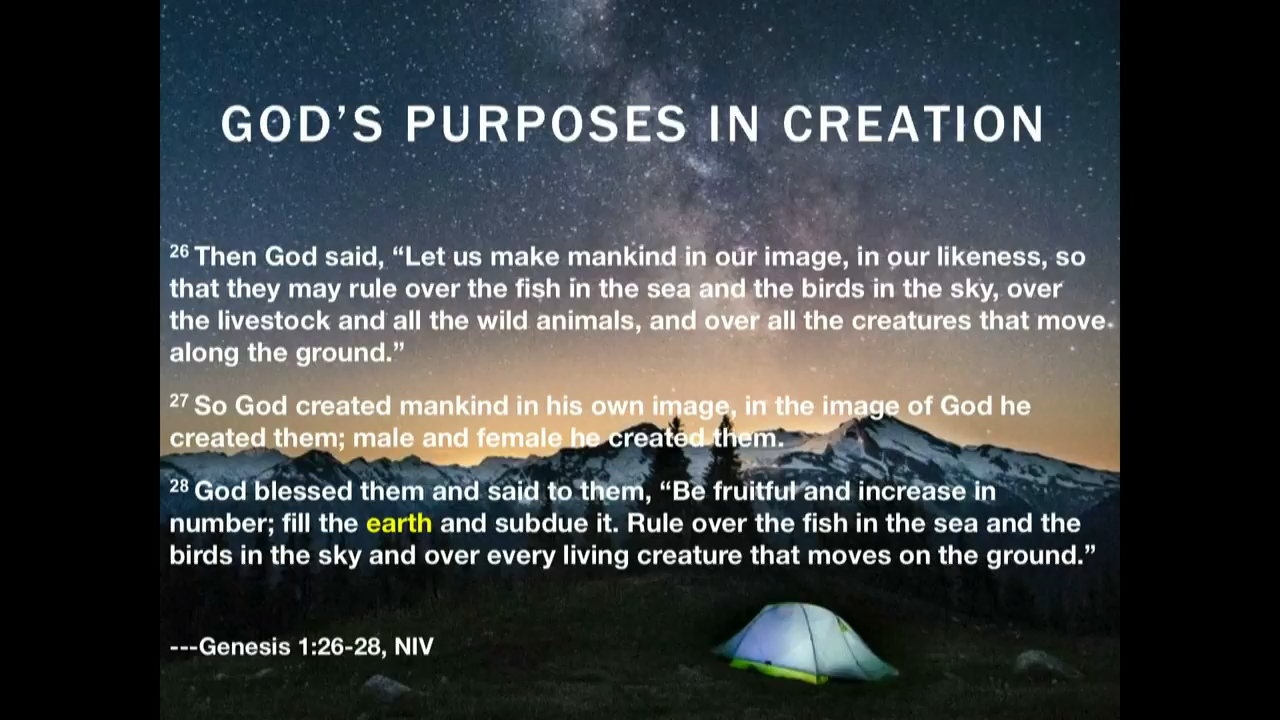 GOD’S PURPOSES IN CREATION
26 Then God said, “Let us make mankind in our image, in our likeness, so
that they may rule over the fish in the sea and the birds in the sky, over
the livestock and all the wild animals, and over all the creatures that move
along the ground.”
27 So God created mankind in his own image, in the image of God he
created them; male and female he created them.
28 God blessed them and said to them, “Be fruitful and increase in
number; fill the earth and subdue it. Rule over the fish in the sea and the
birds in the sky and over every living creature that moves on the ground.”
---Genesis 1:26-28, NIV